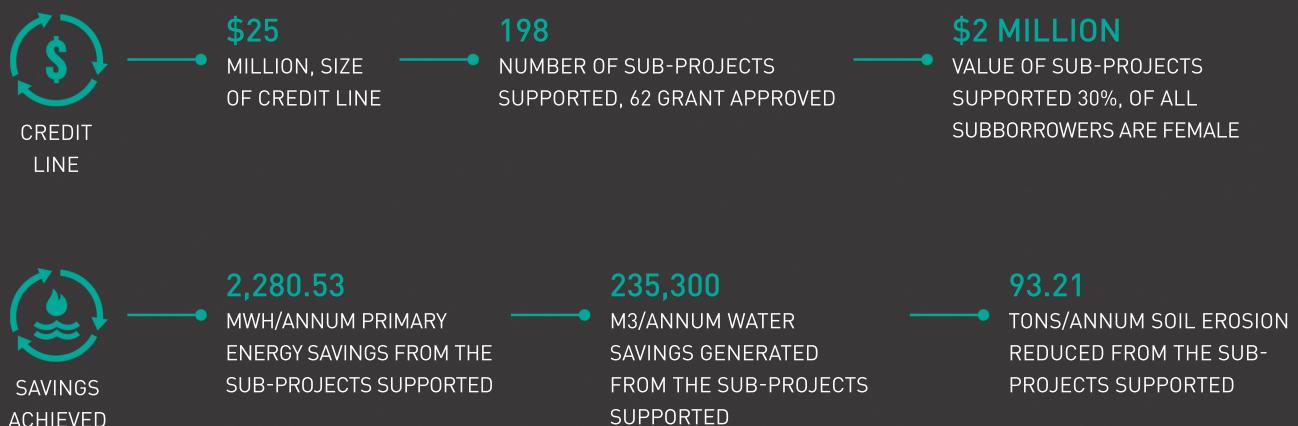 CREDIT
LINE
$25
MILLION, SIZE
OF CREDIT LINE
198
NUMBER OF SUB-PROJECTS
SUPPORTED, 62 GRANT APPROVED
$2 MILLION
VALUE OF SUB-PROJECTS
SUPPORTED 30%, OF ALL
SUBBORROWERS ARE FEMALE
SAVINGS
ACHIEVED
2,280.53
MWH/ANNUM PRIMARY
ENERGY SAVINGS FROM THE
SUB-PROJECTS SUPPORTED
235,300
M3/ANNUM WATER
SAVINGS GENERATED
FROM THE SUB-PROJECTS
SUPPORTED
93.21
TONS/ANNUM SOIL EROSION
REDUCED FROM THE SUB-
PROJECTS SUPPORTED